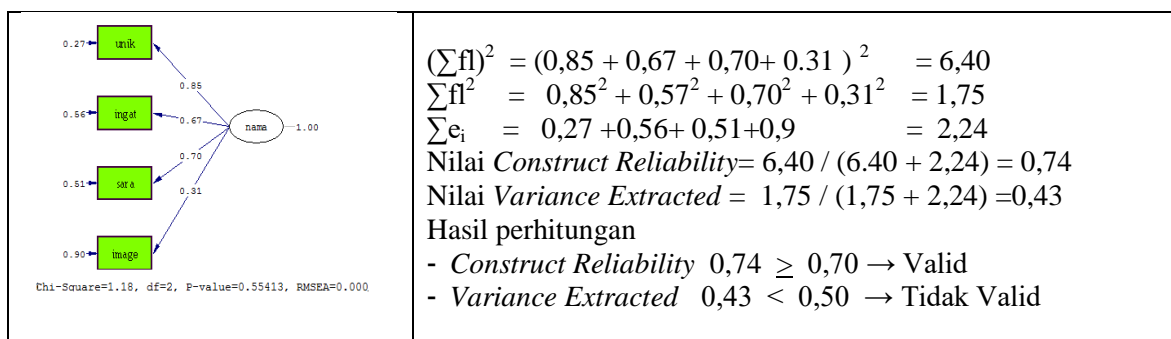 0.27 unik
0.85
0.56 ingat
0.67
nama 1.00
0.70
0.51 sara
0.31
0.90 image
Chi-Square=1.18, df=2, P-value=0.55413, RMSEA=0.000
(∑fl)² = (0,85 + 0,67 + 0,70+ 0.31 ) ² = 6,40
∑fl² = 0,85² + 0,57² + 0,70² + 0,31² = 1,75
∑eᵢ = 0,27 +0,56+ 0,51+0,9 = 2,24
Nilai Construct Reliability= 6,40 / (6.40 + 2,24) = 0,74
Nilai Variance Extracted = 1,75 / (1,75 + 2,24) =0,43
Hasil perhitungan
- Construct Reliability 0,74 ≥ 0,70 → Valid
- Variance Extracted 0,43 < 0,50 → Tidak Valid